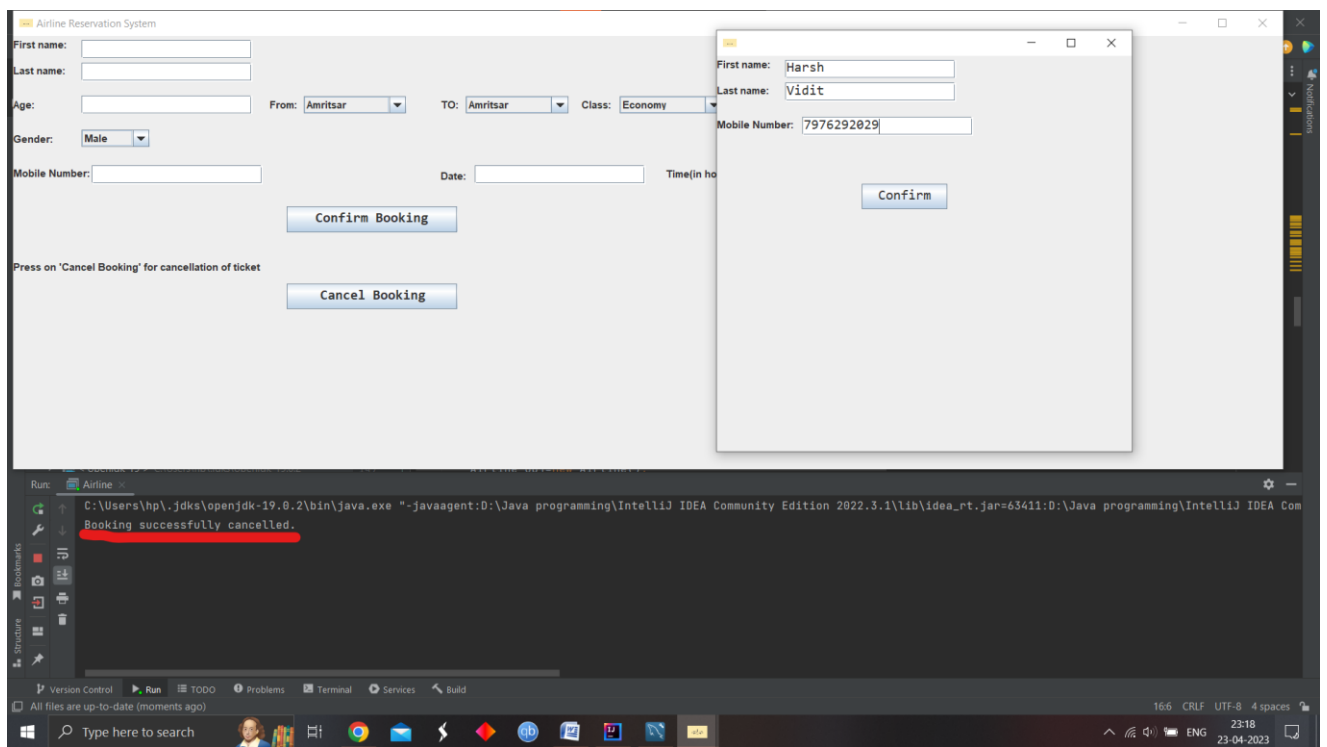 Airline Reservation System
First name:
Last name:
Age:
From: Amritsar
TO: Amritsar
Class: Economy
Gender: Male
Mobile Number:
Date:
Time(in ho
Confirm Booking
Press on 'Cancel Booking' for cancellation of ticket
Cancel Booking
First name: Harsh
Last name: Vidit
Mobile Number: 7976292029
Confirm
Notifications
Run: Airline
C:\Users\hp\.jdks\openjdk-19.0.2\bin\java.exe "-javaagent:D:\Java programming\IntelliJ IDEA Community Edition 2022.3.1\lib\idea_rt.jar=63411:D:\Java programming\IntelliJ IDEA Com
Booking successfully cancelled.
Bookmarks
Structure
Version Control Run TODO Problems Terminal Services Build
All files are up-to-date (moments ago)
16:6 CRLF UTF-8 4 spaces
Type here to search
qb
W
IJ
ENG
23:18
23-04-2023